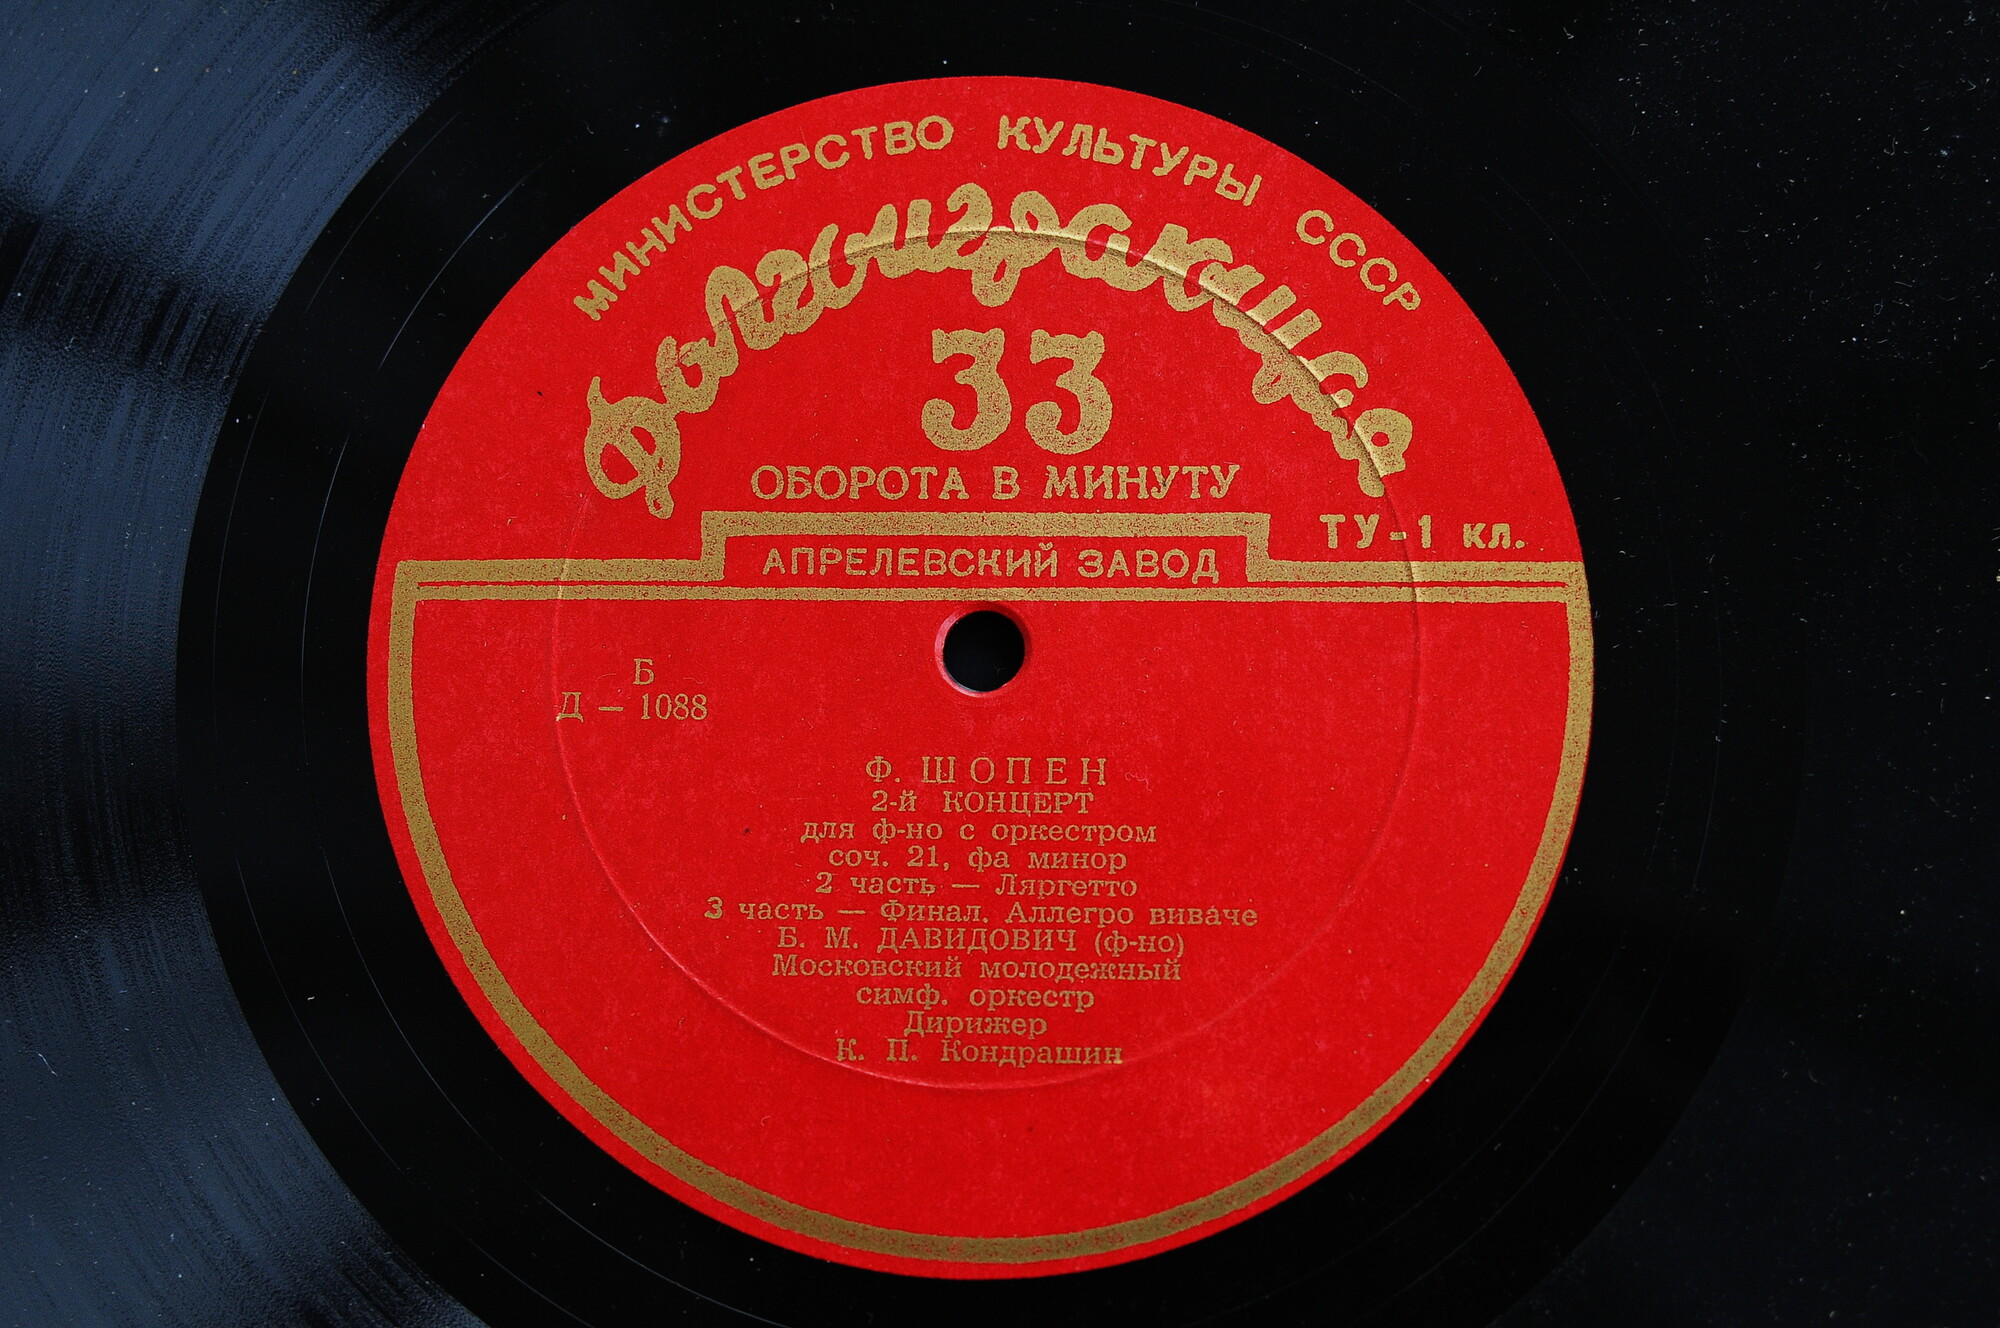 МИНИСТЕРСТВО КУЛЬТУРЫ СССР
Долгоиграющая
33
ОБОРОТА В МИНУТУ
ТУ-1 кл.
АПРЕЛЕВСКИЙ ЗАВОД
Б
Д — 1088
Ф. ШОПЕН
2-й КОНЦЕРТ
для ф-но с оркестром
соч. 21, фа минор
2 часть — Ляргетто
3 часть — Финал. Аллегро виваче
Б. М. ДАВИДОВИЧ (ф-но)
Московский молодежный
симф. оркестр
Дирижер
К. П. Кондрашин